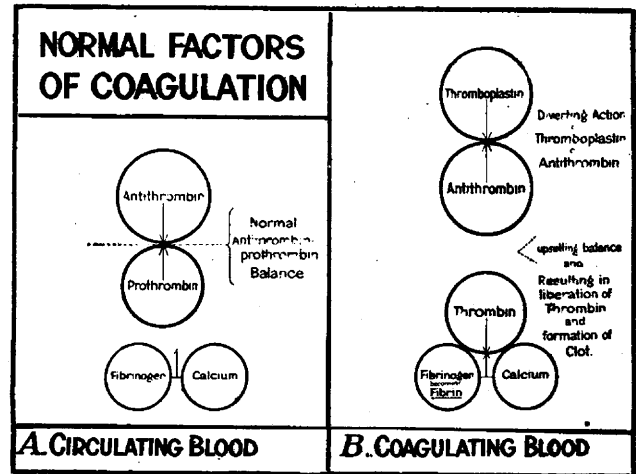 NORMAL FACTORS
OF COAGULATION
Antithrombin
Prothrombin
Normal
Antithrombin-
prothrombin
Balance
Fibrinogen
Calcium
A. CIRCULATING BLOOD
Thromboplastin
Antithrombin
Diverting Action
Thromboplastin
Antithrombin
upsetting balance
and
Resulting in
liberation of
Thrombin
and
formation of
Clot.
Thrombin
Fibrinogen
becomes
Fibrin
Calcium
B. COAGULATING BLOOD